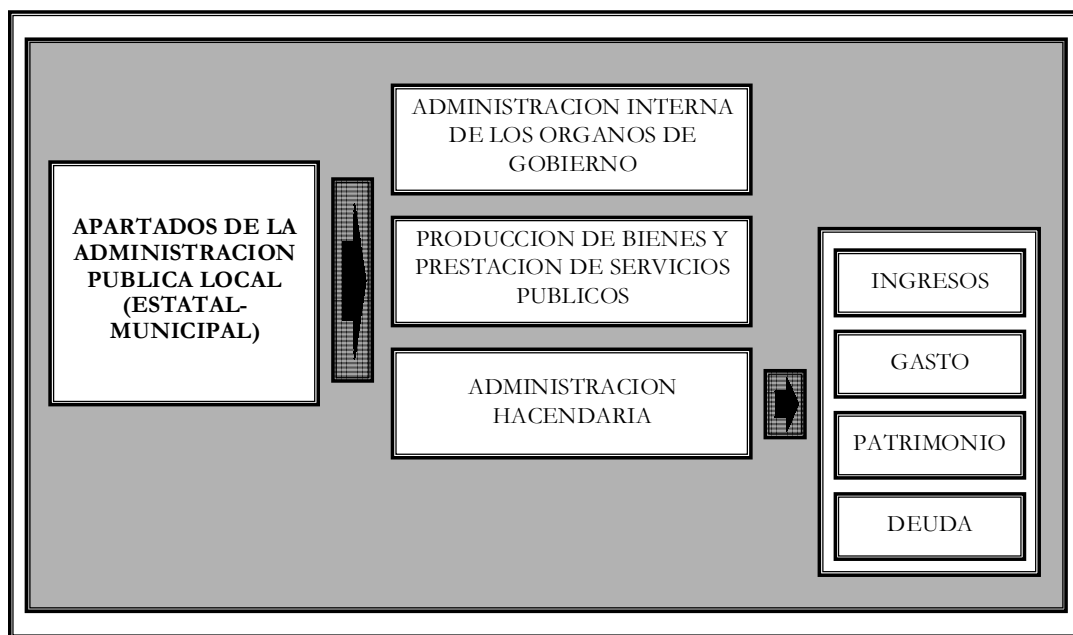 APARTADOS DE LA
ADMINISTRACION
PUBLICA LOCAL
(ESTATAL-
MUNICIPAL)
ADMINISTRACION INTERNA
DE LOS ORGANOS DE
GOBIERNO
PRODUCCION DE BIENES Y
PRESTACION DE SERVICIOS
PUBLICOS
ADMINISTRACION
HACENDARIA
INGRESOS
GASTO
PATRIMONIO
DEUDA